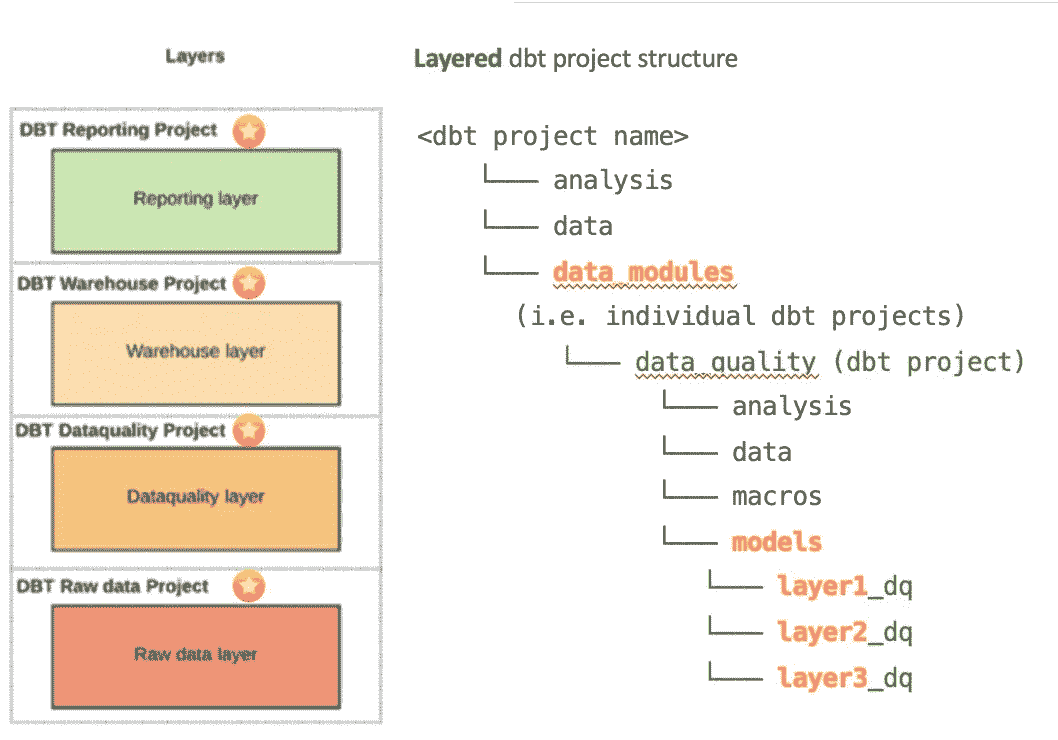 Layers
DBT Reporting Project
Reporting layer
DBT Warehouse Project
Warehouse layer
DBT Dataquality Project
Dataquality layer
DBT Raw data Project
Raw data layer
Layered dbt project structure
<dbt project name>
└── analysis
└── data
└── data_modules
(i.e. individual dbt projects)
└── data_quality (dbt project)
└── analysis
└── data
└── macros
└── models
└── layer1_dq
└── layer2_dq
└── layer3_dq